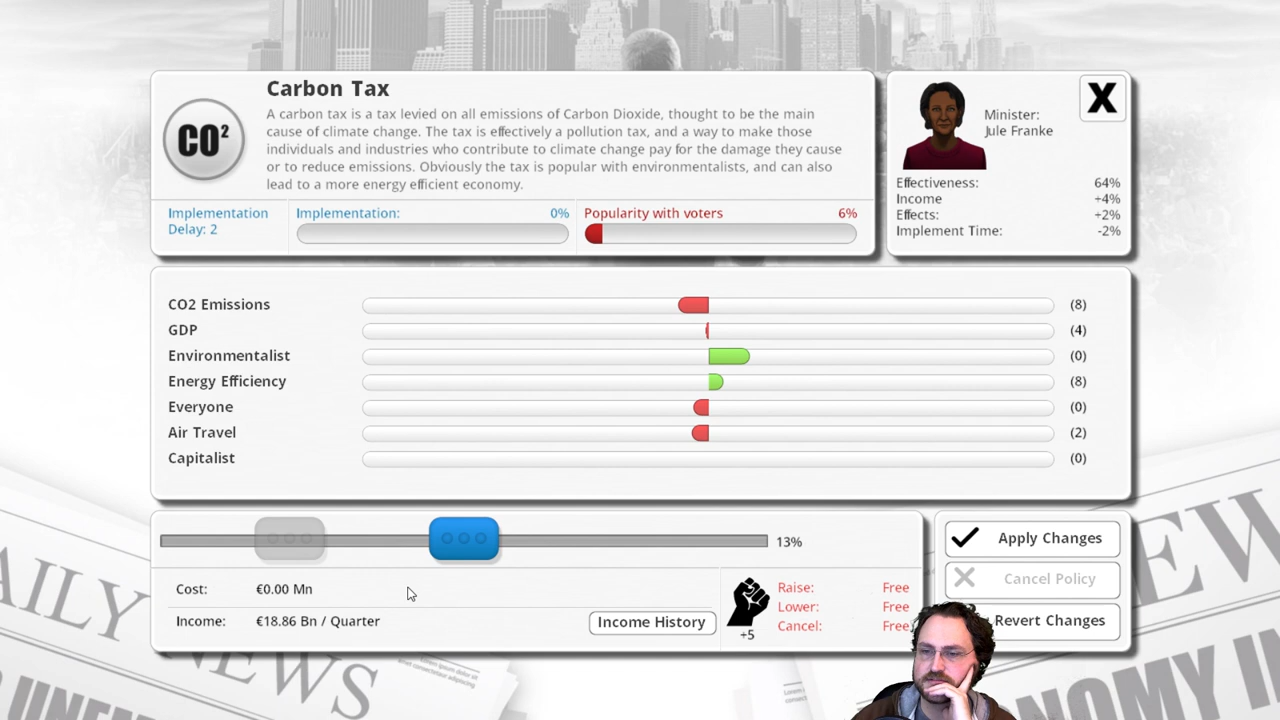 Carbon Tax
CO²
A carbon tax is a tax levied on all emissions of Carbon Dioxide, thought to be the main
cause of climate change. The tax is effectively a pollution tax, and a way to make those
individuals and industries who contribute to climate change pay for the damage they cause
or to reduce emissions. Obviously the tax is popular with environmentalists, and can also
lead to a more energy efficient economy.
Implementation
Delay: 2
Implementation: 0%
Popularity with voters 6%
X
Minister:
Jule Franke
Effectiveness: 64%
Income +4%
Effects: +2%
Implement Time: -2%
CO2 Emissions (8)
GDP (4)
Environmentalist (0)
Energy Efficiency (8)
Everyone (0)
Air Travel (2)
Capitalist (0)
13%
Cost: €0.00 Mn
Income: €18.86 Bn / Quarter
Income History
+5
Raise: Free
Lower: Free
Cancel: Free
Apply Changes
Cancel Policy
Revert Changes
DAILY
NEWS